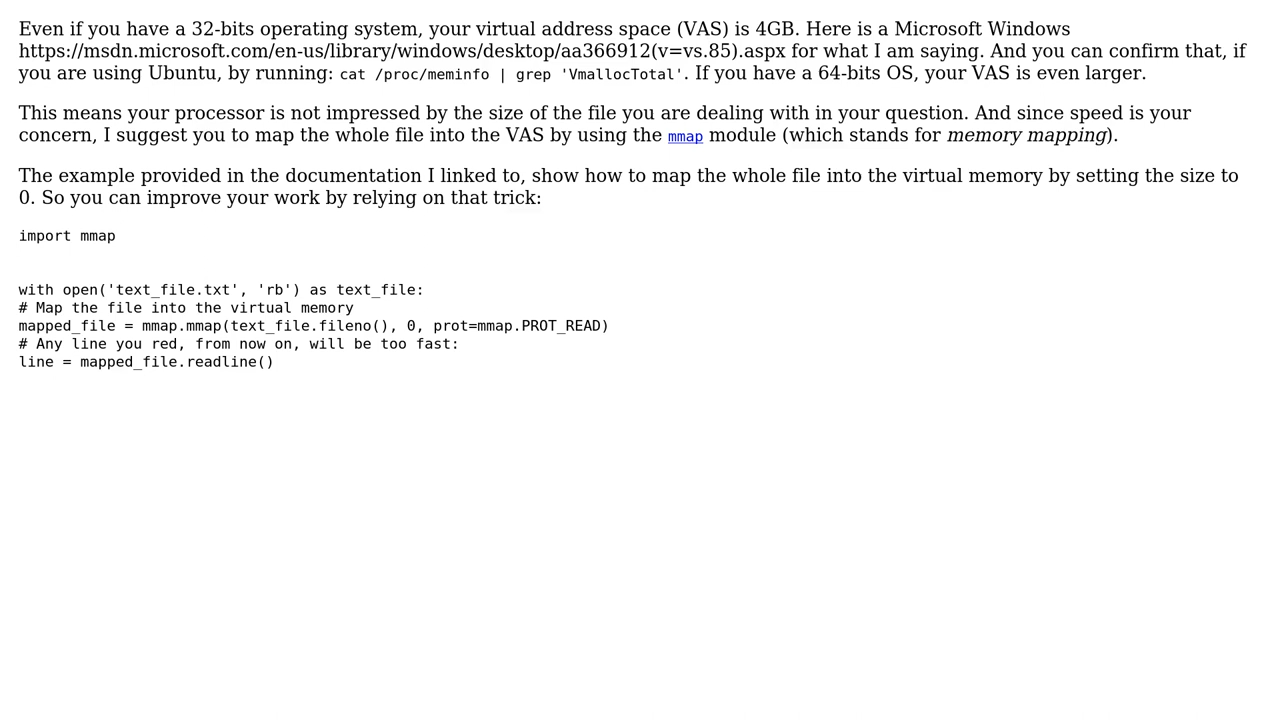 Even if you have a 32-bits operating system, your virtual address space (VAS) is 4GB. Here is a Microsoft Windows
https://msdn.microsoft.com/en-us/library/windows/desktop/aa366912(v=vs.85).aspx for what I am saying. And you can confirm that, if
you are using Ubuntu, by running: cat /proc/meminfo | grep 'VmallocTotal'. If you have a 64-bits OS, your VAS is even larger.
This means your processor is not impressed by the size of the file you are dealing with in your question. And since speed is your
concern, I suggest you to map the whole file into the VAS by using the mmap module (which stands for memory mapping).
The example provided in the documentation I linked to, show how to map the whole file into the virtual memory by setting the size to
0. So you can improve your work by relying on that trick:
import mmap
with open('text_file.txt', 'rb') as text_file:
# Map the file into the virtual memory
mapped_file = mmap.mmap(text_file.fileno(), 0, prot=mmap.PROT_READ)
# Any line you red, from now on, will be too fast:
line = mapped_file.readline()